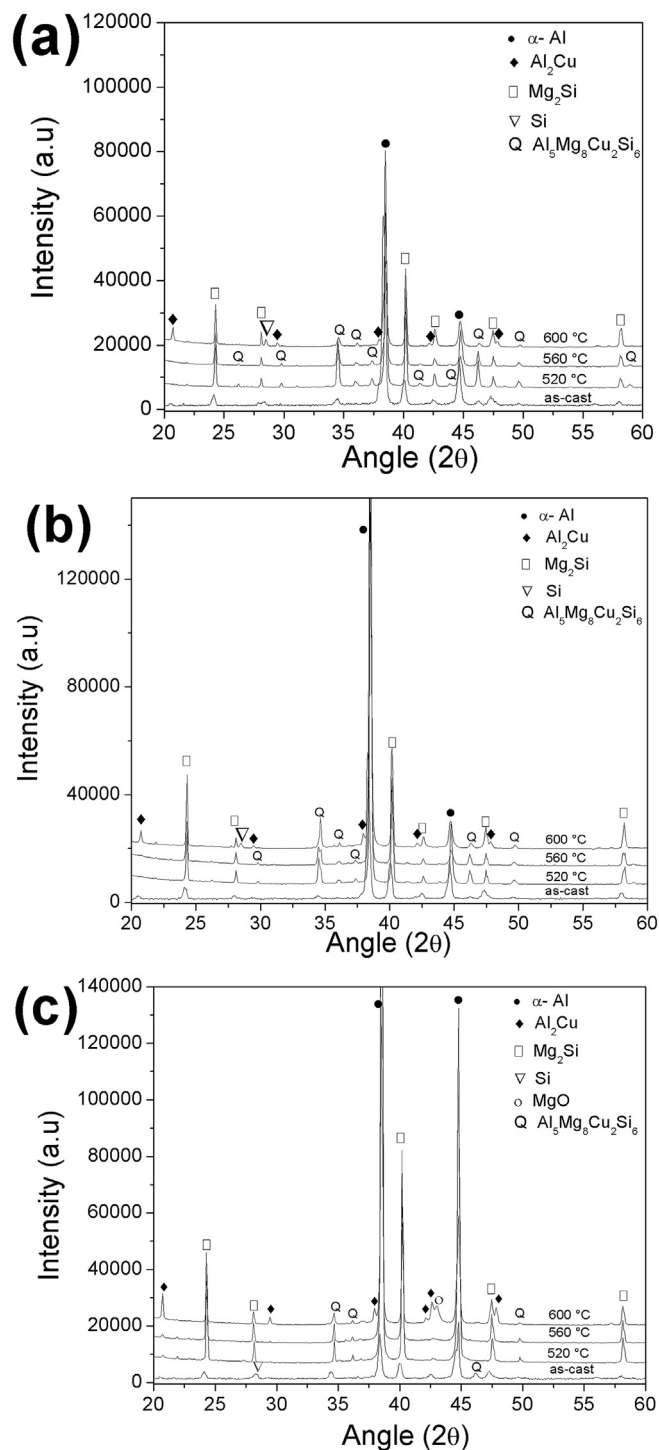 (a)
120000
100000
80000
60000
40000
20000
0
Intensity (a.u)
● α- Al
◆ Al₂Cu
□ Mg₂Si
▽ Si
Q Al₅Mg₈Cu₂Si₆
Q Q Q Q Q Q Q Q Q Q
600 °C
560 °C
520 °C
as-cast
20 25 30 35 40 45 50 55 60
Angle (2θ)
(b)
120000
80000
40000
0
Intensity (a.u)
● α- Al
◆ Al₂Cu
□ Mg₂Si
▽ Si
Q Al₅Mg₈Cu₂Si₆
Q Q Q Q Q Q
600 °C
560 °C
520 °C
as-cast
20 25 30 35 40 45 50 55 60
Angle (2θ)
(c)
140000
120000
100000
80000
60000
40000
20000
0
Intensity (a.u)
● α- Al
◆ Al₂Cu
□ Mg₂Si
▽ Si
o MgO
Q Al₅Mg₈Cu₂Si₆
o
Q Q Q Q
600 °C
560 °C
520 °C
as-cast
20 25 30 35 40 45 50 55 60
Angle (2θ)